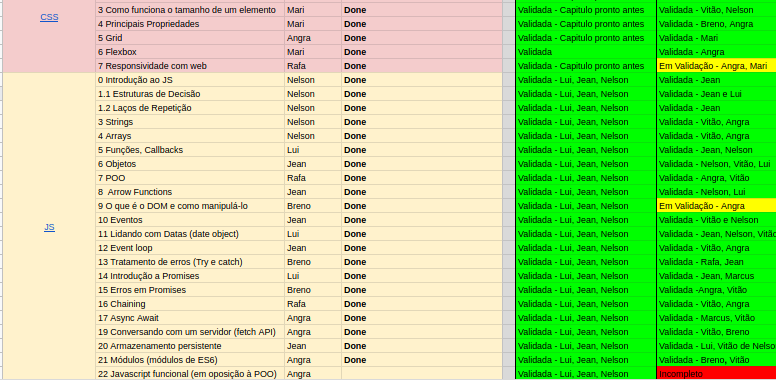 CSS
3 Como funciona o tamanho de um elemento Mari Done Validada - Capitulo pronto antes Validada - Vitão, Nelson
4 Principais Propriedades Mari Done Validada - Capitulo pronto antes Validada - Breno, Angra
5 Grid Angra Done Validada - Capitulo pronto antes Validada - Mari
6 Flexbox Mari Done Validada Validada - Angra
7 Responsividade com web Rafa Done Validada - Capitulo pronto antes Em Validação - Angra, Mari
JS
0 Introdução ao JS Nelson Done Validada - Lui, Jean, Nelson Validada - Jean
1.1 Estruturas de Decisão Nelson Done Validada - Lui, Jean, Nelson Validada - Jean e Lui
1.2 Laços de Repetição Nelson Done Validada - Lui, Jean, Nelson Validada - Jean
3 Strings Nelson Done Validada - Lui, Jean, Nelson Validada - Vitão, Angra
4 Arrays Nelson Done Validada - Lui, Jean, Nelson Validada - Vitão, Angra
5 Funções, Callbacks Lui Done Validada - Lui, Jean, Nelson Validada - Jean, Nelson
6 Objetos Jean Done Validada - Lui, Jean, Nelson Validada - Nelson, Vitão, Lui
7 POO Rafa Done Validada - Lui, Jean, Nelson Validada - Angra, Vitão
8 Arrow Functions Jean Done Validada - Lui, Jean, Nelson Validada - Nelson, Lui
9 O que é o DOM e como manipulá-lo Breno Done Validada - Lui, Jean, Nelson Em Validação - Angra
10 Eventos Jean Done Validada - Lui, Jean, Nelson Validada - Vitão e Nelson
11 Lidando com Datas (date object) Lui Done Validada - Lui, Jean, Nelson Validada - Jean, Nelson, Vitão
12 Event loop Jean Done Validada - Lui, Jean, Nelson Validada - Vitão, Angra
13 Tratamento de erros (Try e catch) Breno Done Validada - Lui, Jean, Nelson Validada - Rafa, Jean
14 Introdução a Promises Lui Done Validada - Lui, Jean, Nelson Validada - Jean, Marcus
15 Erros em Promises Breno Done Validada - Lui, Jean, Nelson Validada -Angra, Vitão
16 Chaining Rafa Done Validada - Lui, Jean, Nelson Validada - Vitão, Angra
17 Async Await Angra Done Validada - Lui, Jean, Nelson Validada - Marcus, Vitão
19 Conversando com um servidor (fetch API) Angra Done Validada - Lui, Jean, Nelson Validada - Vitão, Breno
20 Armazenamento persistente Jean Done Validada - Lui, Jean, Nelson Validada - Lui, Vitão de Nelso
21 Módulos (módulos de ES6) Angra Done Validada - Lui, Jean, Nelson Validada - Breno, Vitão
22 Javascript funcional (em oposição à POO) Angra Validada - Lui, Jean, Nelson Incompleto